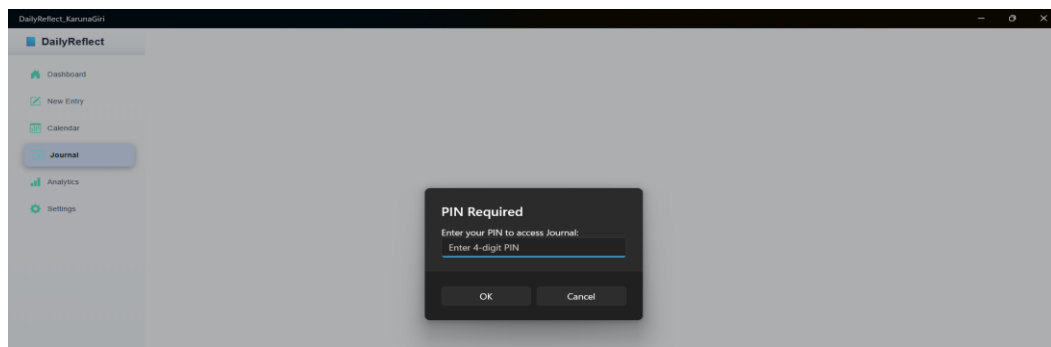 DailyReflect_KarunaGiri
DailyReflect
Dashboard
New Entry
Calendar
Journal
Analytics
Settings
PIN Required
Enter your PIN to access Journal:
Enter 4-digit PIN
OK Cancel